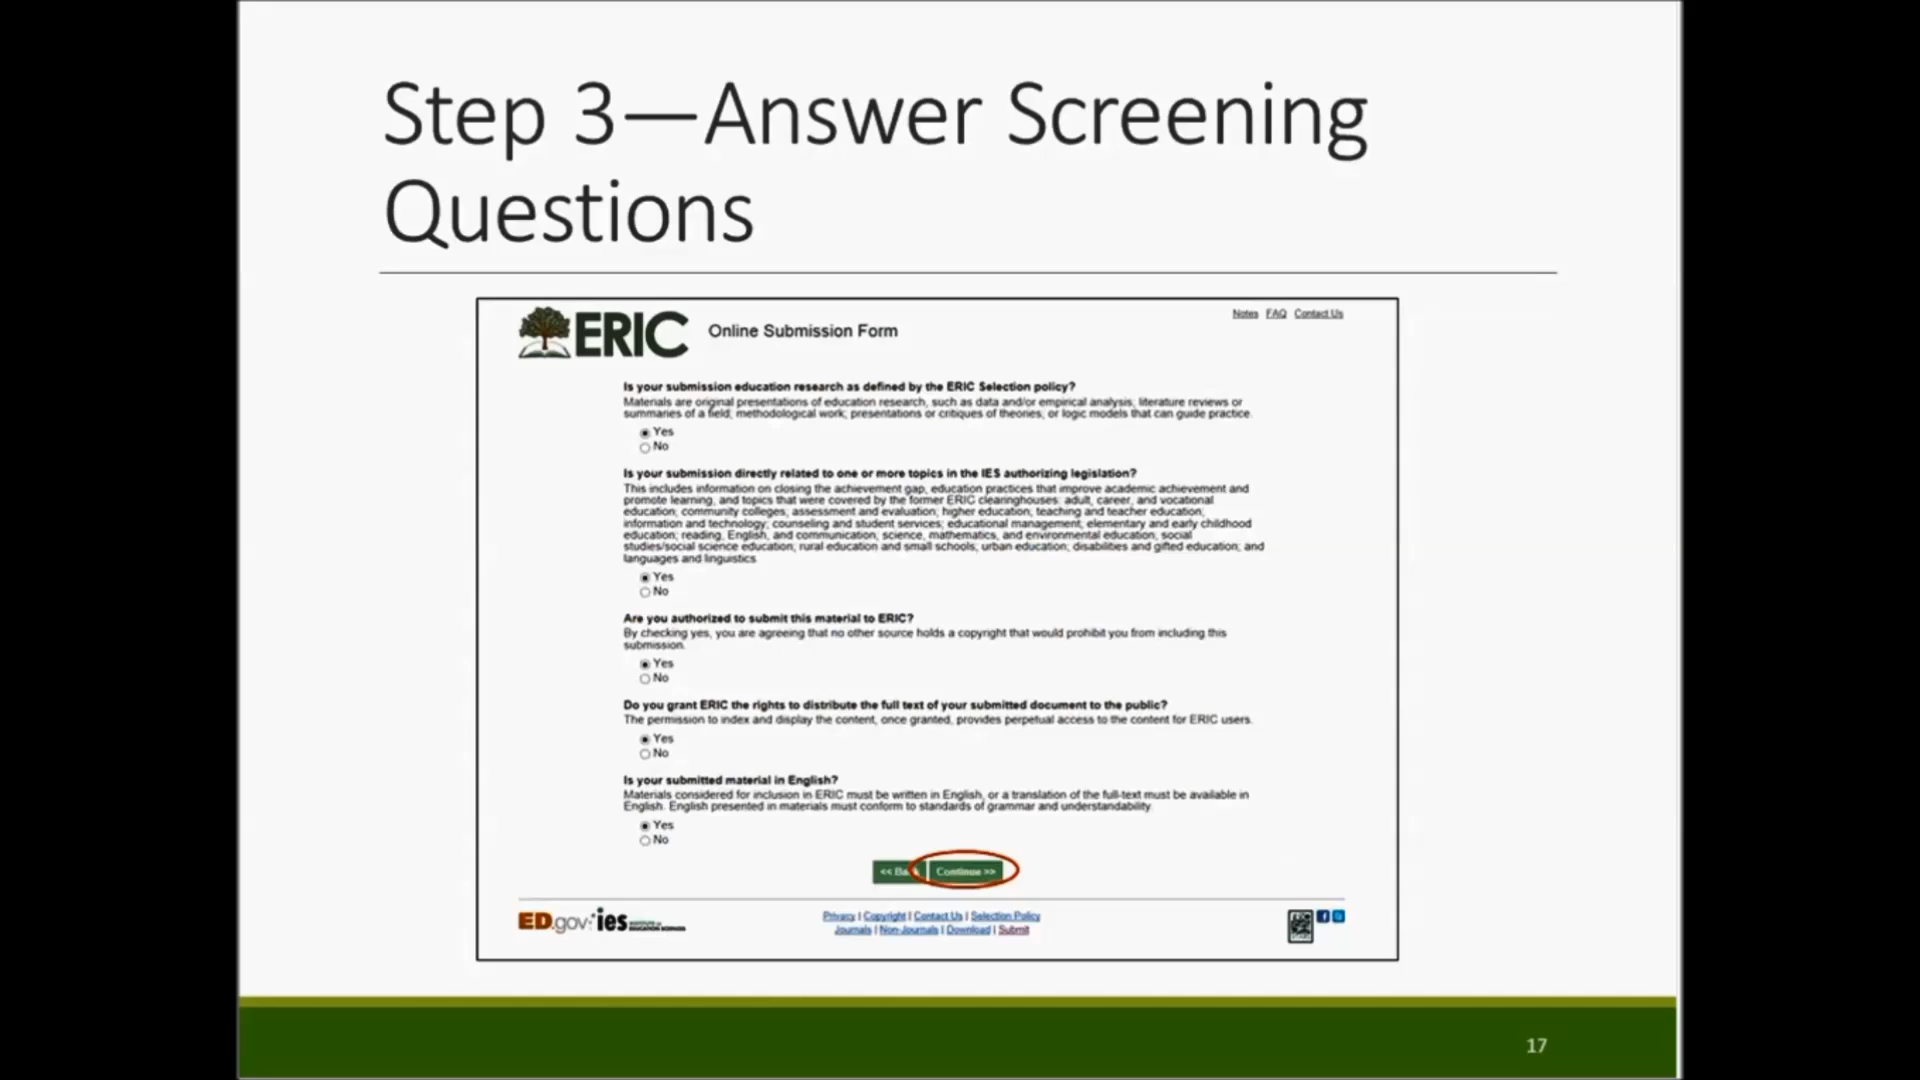 Step 3—Answer Screening
Questions
ERIC
Online Submission Form
Notes FAQ Contact Us
Is your submission education research as defined by the ERIC Selection policy?
Materials are original presentations of education research, such as data and/or empirical analysis; literature reviews or
summaries of a field; methodological work; presentations or critiques of theories; or logic models that can guide practice.
Yes
No
Is your submission directly related to one or more topics in the IES authorizing legislation?
This includes information on closing the achievement gap, education practices that improve academic achievement and
promote learning, and topics that were covered by the former ERIC clearinghouses: adult, career, and vocational
education; community colleges; assessment and evaluation; higher education; teaching and teacher education;
information and technology; counseling and student services; educational management; elementary and early childhood
education; reading, English, and communication; science, mathematics, and environmental education; social
studies/social science education; rural education and small schools; urban education; disabilities and gifted education; and
languages and linguistics.
Yes
No
Are you authorized to submit this material to ERIC?
By checking yes, you are agreeing that no other source holds a copyright that would prohibit you from including this
submission.
Yes
No
Do you grant ERIC the rights to distribute the full text of your submitted document to the public?
The permission to index and display the content, once granted, provides perpetual access to the content for ERIC users.
Yes
No
Is your submitted material in English?
Materials considered for inclusion in ERIC must be written in English, or a translation of the full-text must be available in
English. English presented in materials must conform to standards of grammar and understandability.
Yes
No
<< Ba Continue >>
ED.gov ies INSTITUTE OF
EDUCATION SCIENCES
Privacy | Copyright | Contact Us | Selection Policy
Journals | Non-Journals | Download | Submit
17